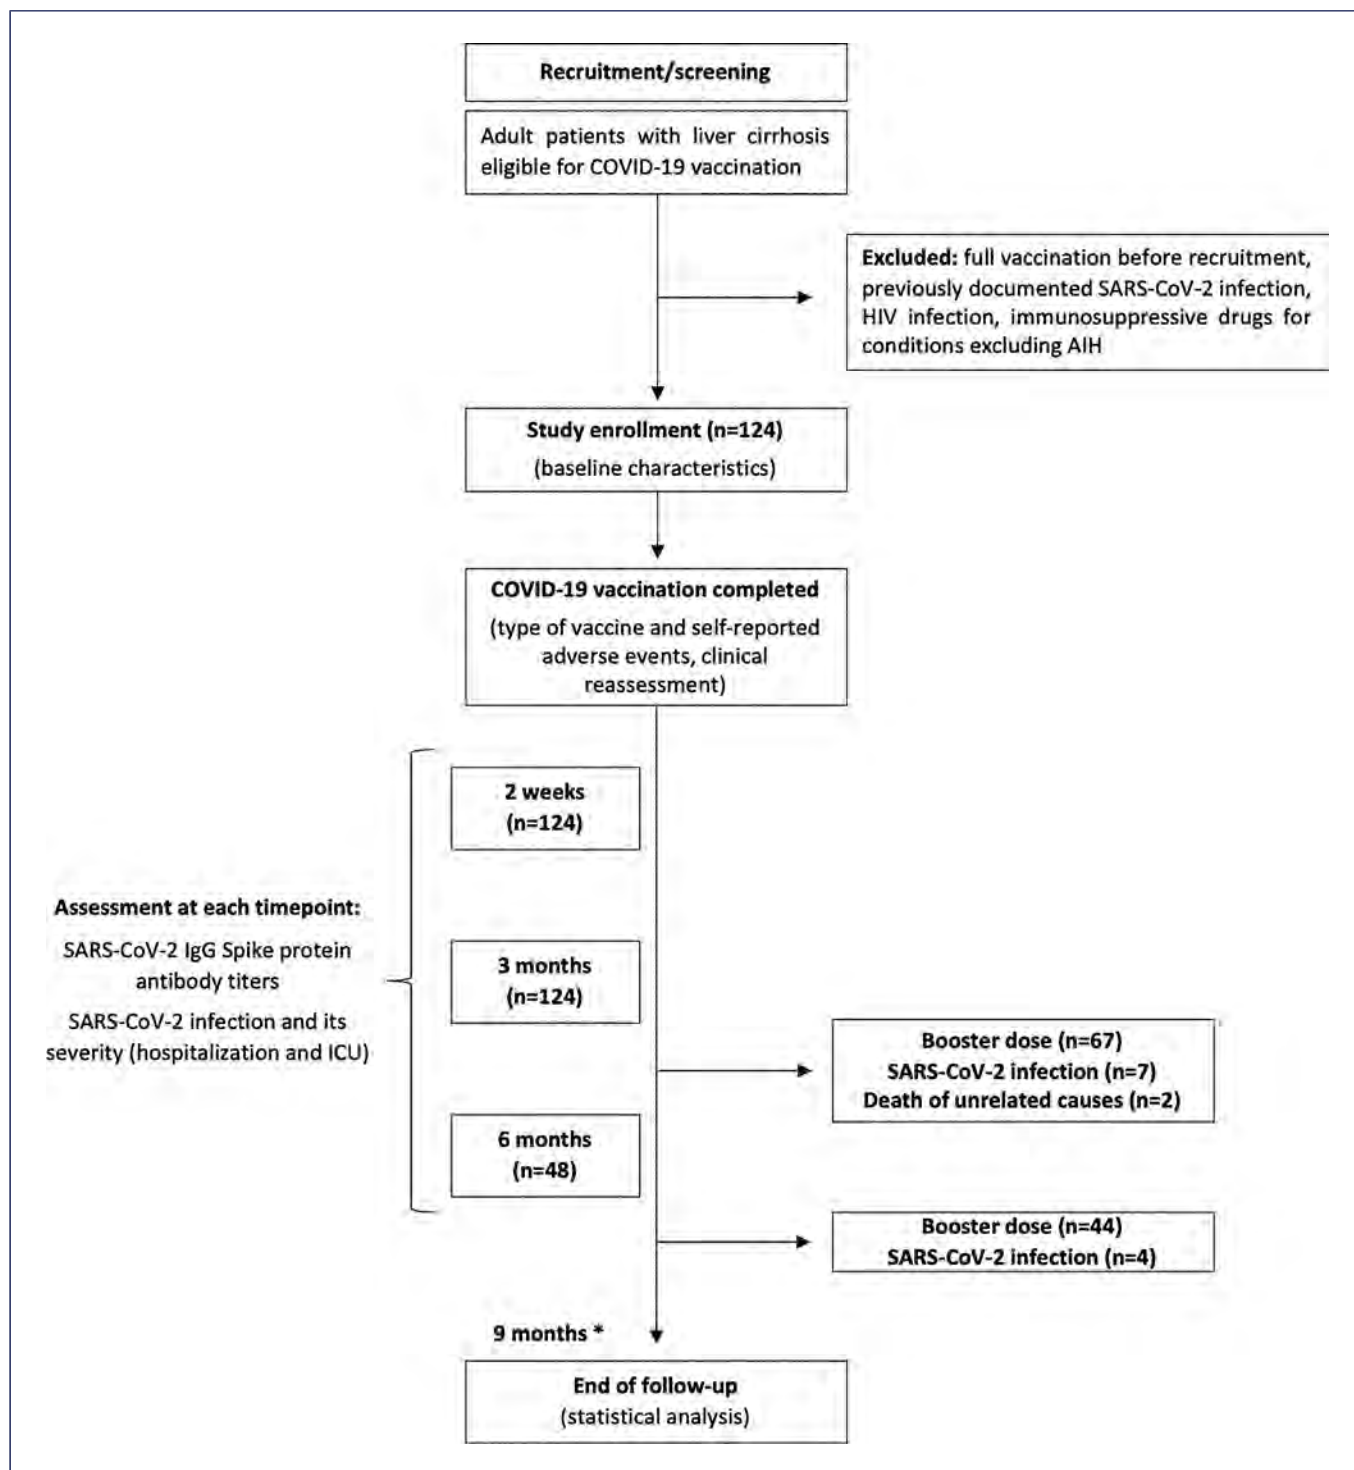 Recruitment/screening
Adult patients with liver cirrhosis
eligible for COVID-19 vaccination
Excluded: full vaccination before recruitment,
previously documented SARS-CoV-2 infection,
HIV infection, immunosuppressive drugs for
conditions excluding AIH
Study enrollment (n=124)
(baseline characteristics)
COVID-19 vaccination completed
(type of vaccine and self-reported
adverse events, clinical
reassessment)
2 weeks
(n=124)
Assessment at each timepoint:
SARS-CoV-2 IgG Spike protein
antibody titers
SARS-CoV-2 infection and its
severity (hospitalization and ICU)
3 months
(n=124)
Booster dose (n=67)
SARS-CoV-2 infection (n=7)
Death of unrelated causes (n=2)
6 months
(n=48)
Booster dose (n=44)
SARS-CoV-2 infection (n=4)
9 months *
End of follow-up
(statistical analysis)